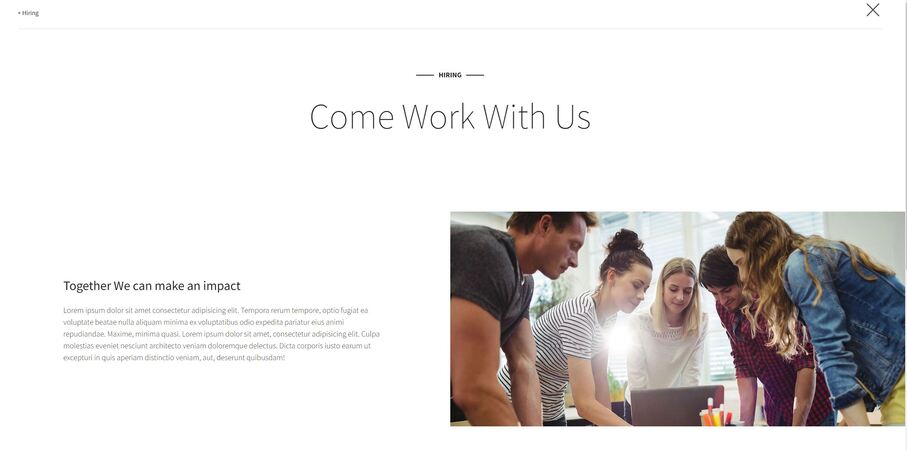 • Hiring
HIRING
Come Work With Us
Together We can make an impact
Lorem ipsum dolor sit amet consectetur adipisicing elit. Tempora rerum tempore, optio fugiat ea
voluptate beatae nulla aliquam minima ex voluptatibus odio expedita pariatur eius animi
repudiandae. Maxime, minima quasi. Lorem ipsum dolor sit amet, consectetur adipisicing elit. Culpa
molestias eveniet nesciunt architecto veniam doloremque delectus. Dicta corporis iusto earum ut
excepturi in quis aperiam distinctio veniam, aut, deserunt quibusdam!